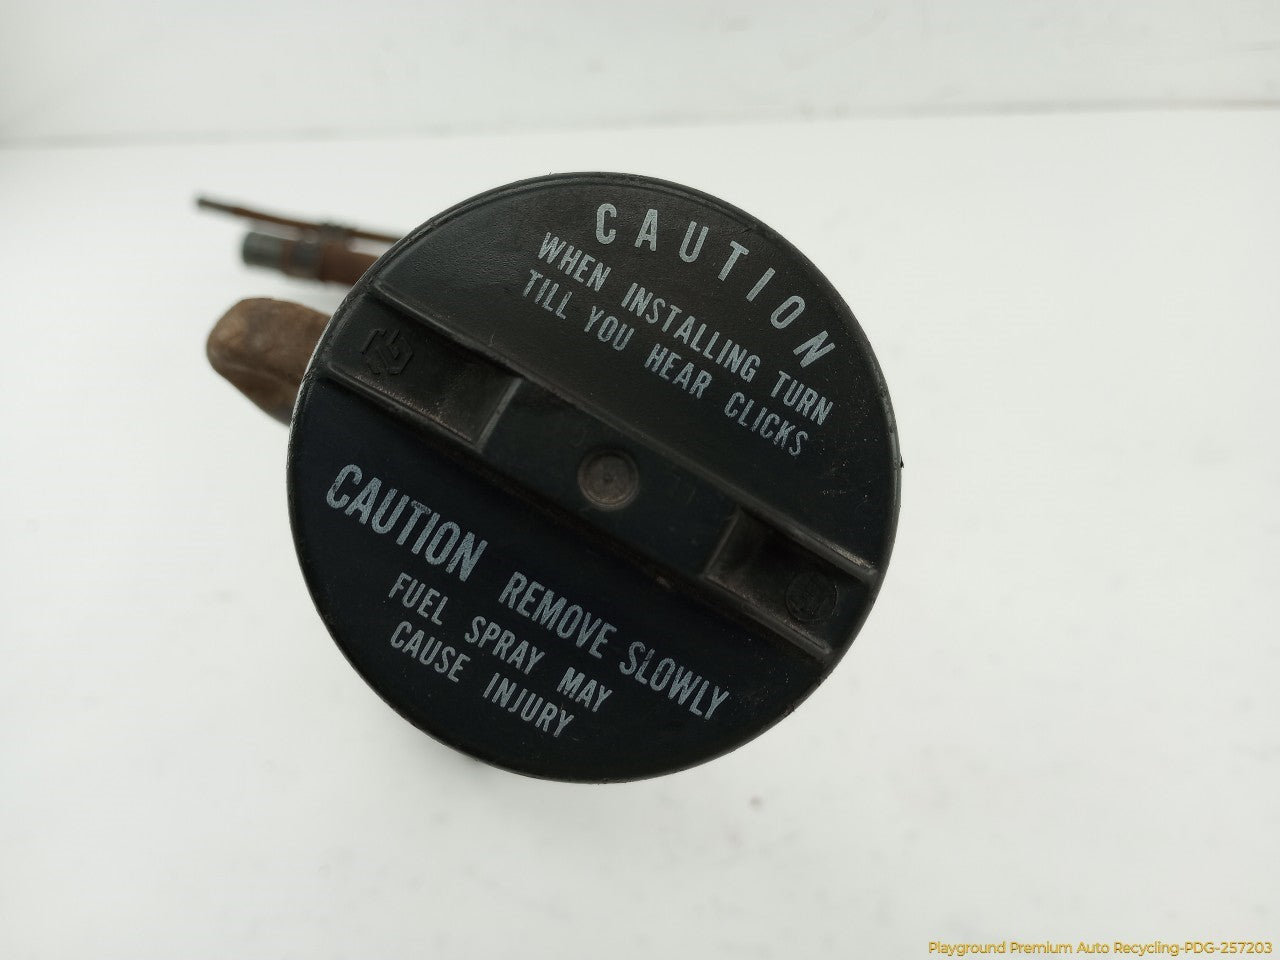 CAUTION
WHEN INSTALLING TURN
TILL YOU HEAR CLICKS
CAUTION REMOVE SLOWLY
FUEL SPRAY MAY
CAUSE INJURY
Playground Premium Auto Recycling-PDG-257203